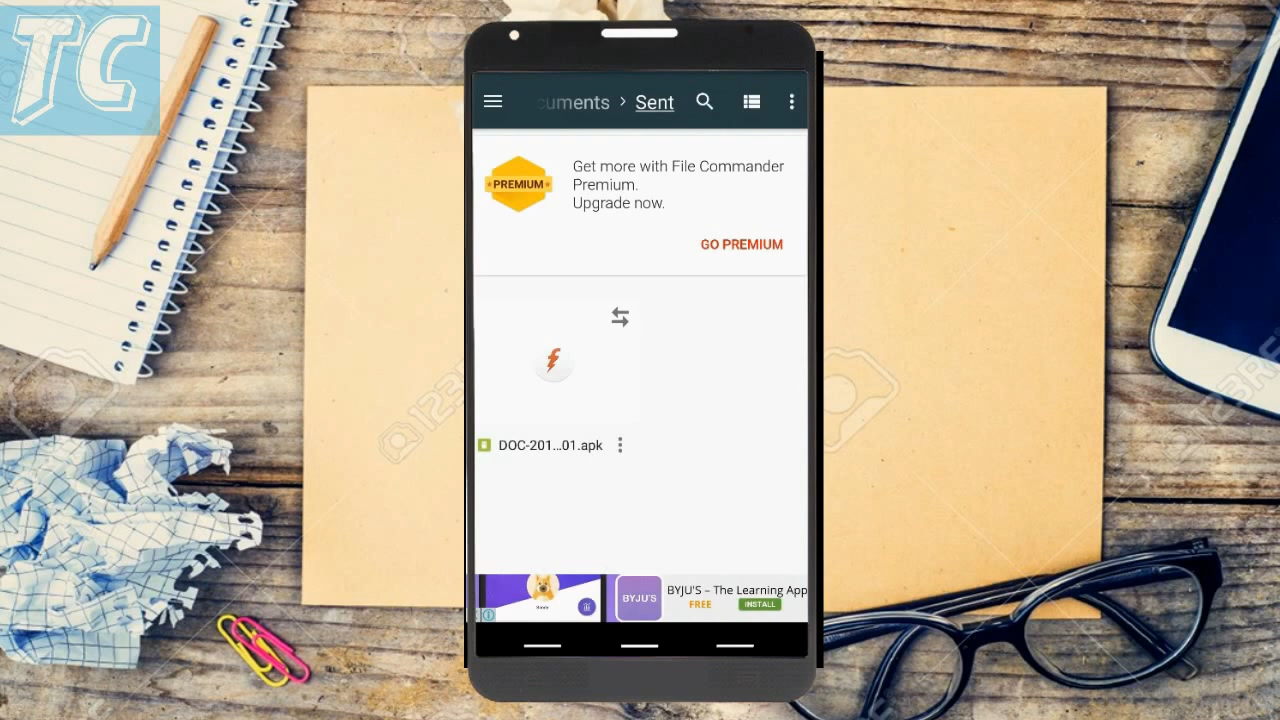 TC
cuments > Sent
PREMIUM
Get more with File Commander
Premium.
Upgrade now.
GO PREMIUM
DOC-201...01.apk
BYJU'S
BYJU'S – The Learning App
FREE
INSTALL
123RF